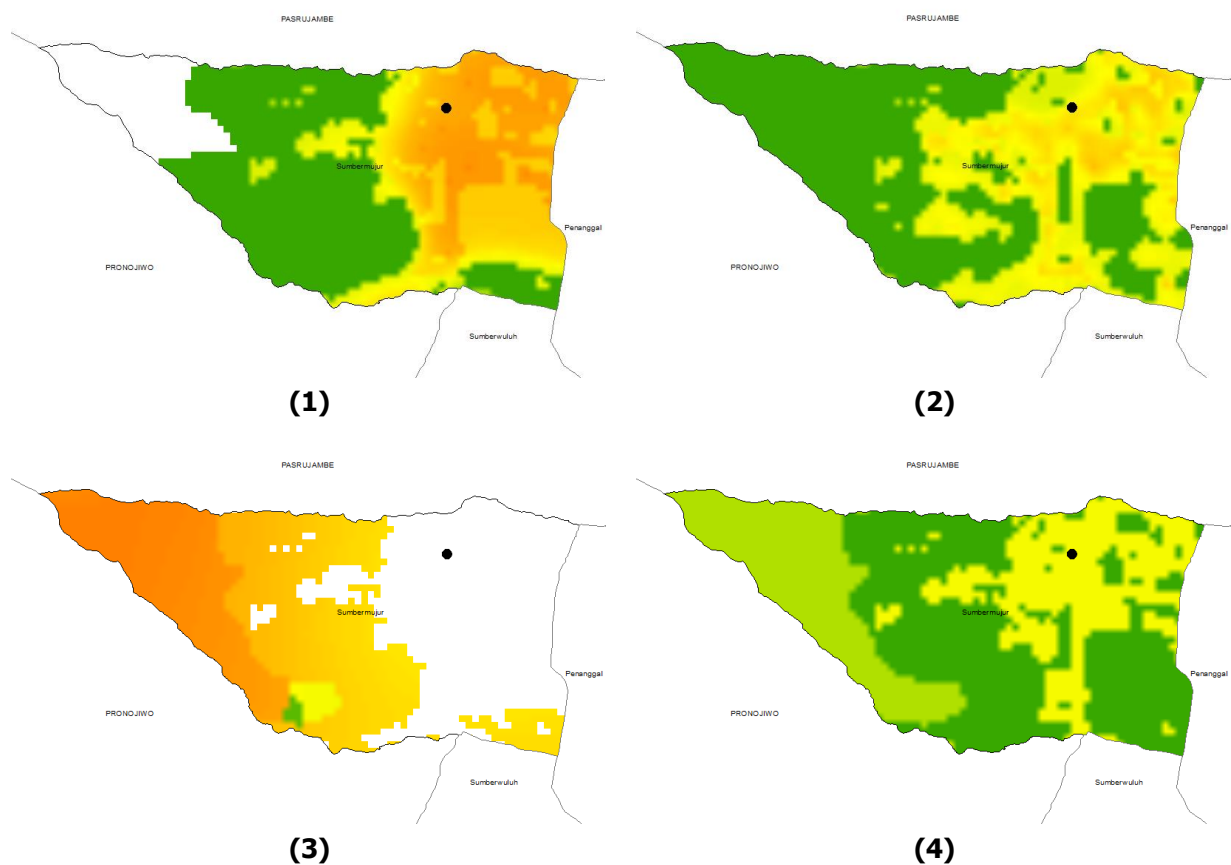 PASRUJAMBE
Sumbermujur
Penanggal
PRONOJIWO
Sumberwuluh
(1)
PASRUJAMBE
Sumbermujur
Penanggal
PRONOJIWO
Sumberwuluh
(2)
PASRUJAMBE
Sumbermujur
Penanggal
PRONOJIWO
Sumberwuluh
(3)
PASRUJAMBE
Sumbermujur
Penanggal
PRONOJIWO
Sumberwuluh
(4)